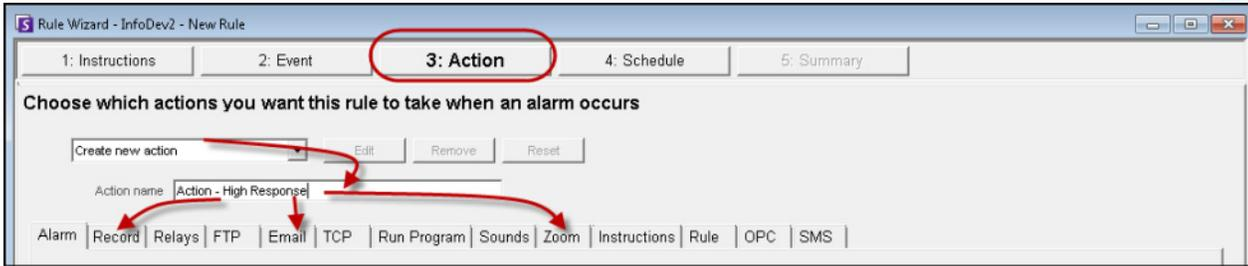 Rule Wizard - InfoDev2 - New Rule
1: Instructions 2: Event 3: Action 4: Schedule 5: Summary
Choose which actions you want this rule to take when an alarm occurs
Create new action Edit Remove Reset
Action name Action - High Response
Alarm Record Relays FTP Email TCP Run Program Sounds Zoom Instructions Rule OPC SMS